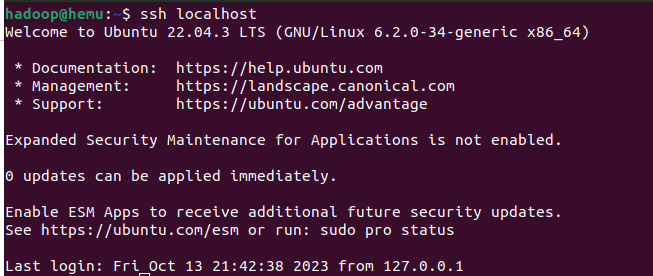 hadoop@hemu:~$ ssh localhost
Welcome to Ubuntu 22.04.3 LTS (GNU/Linux 6.2.0-34-generic x86_64)
* Documentation:  https://help.ubuntu.com
* Management:     https://landscape.canonical.com
* Support:        https://ubuntu.com/advantage
Expanded Security Maintenance for Applications is not enabled.
0 updates can be applied immediately.
Enable ESM Apps to receive additional future security updates.
See https://ubuntu.com/esm or run: sudo pro status
Last login: Fri Oct 13 21:42:38 2023 from 127.0.0.1